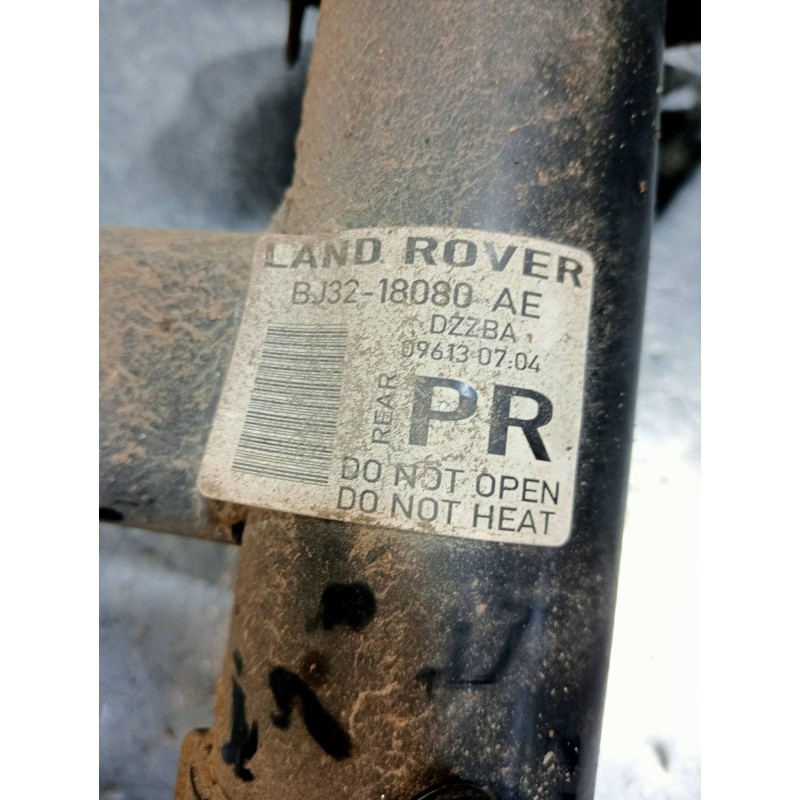 LAND ROVER
BJ32-18080 AE
DZZBA
09613 07:04
REAR
PR
DO NOT OPEN
DO NOT HEAT